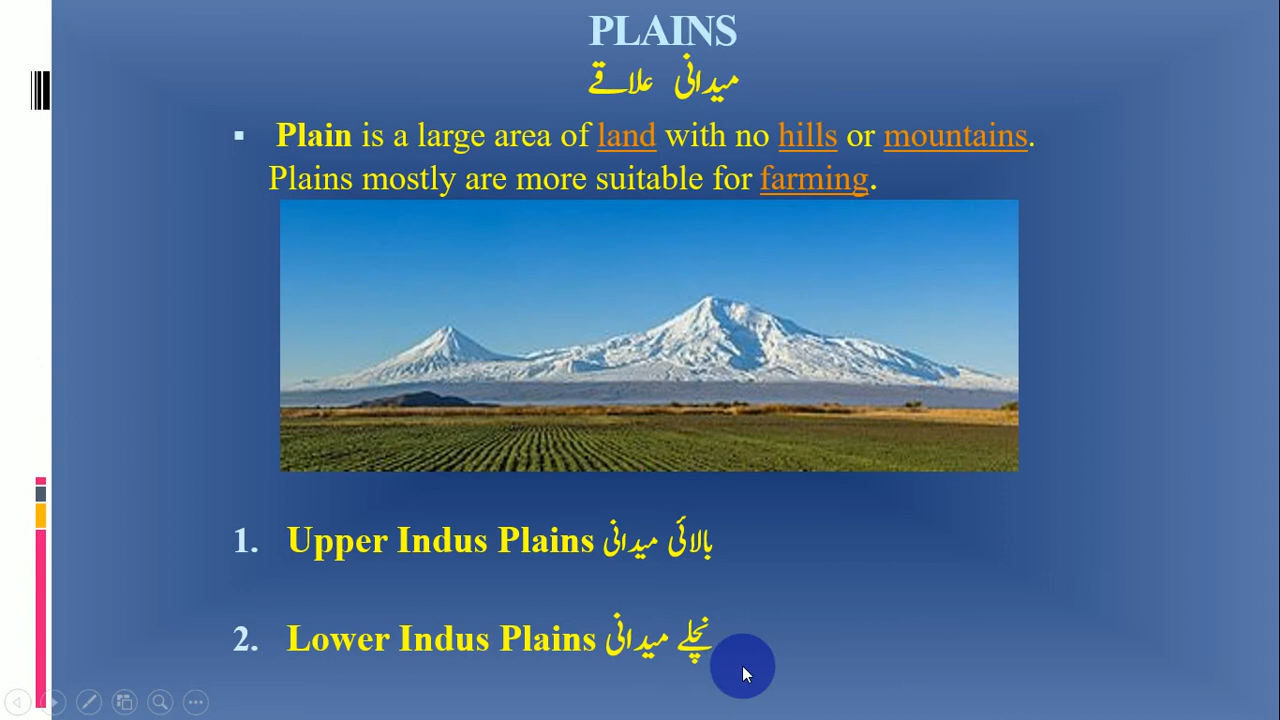 PLAINS
میدانی علاقے
▪ Plain is a large area of land with no hills or mountains.
Plains mostly are more suitable for farming.
1. Upper Indus Plains بالائی میدانی
2. Lower Indus Plains نچلے میدانی